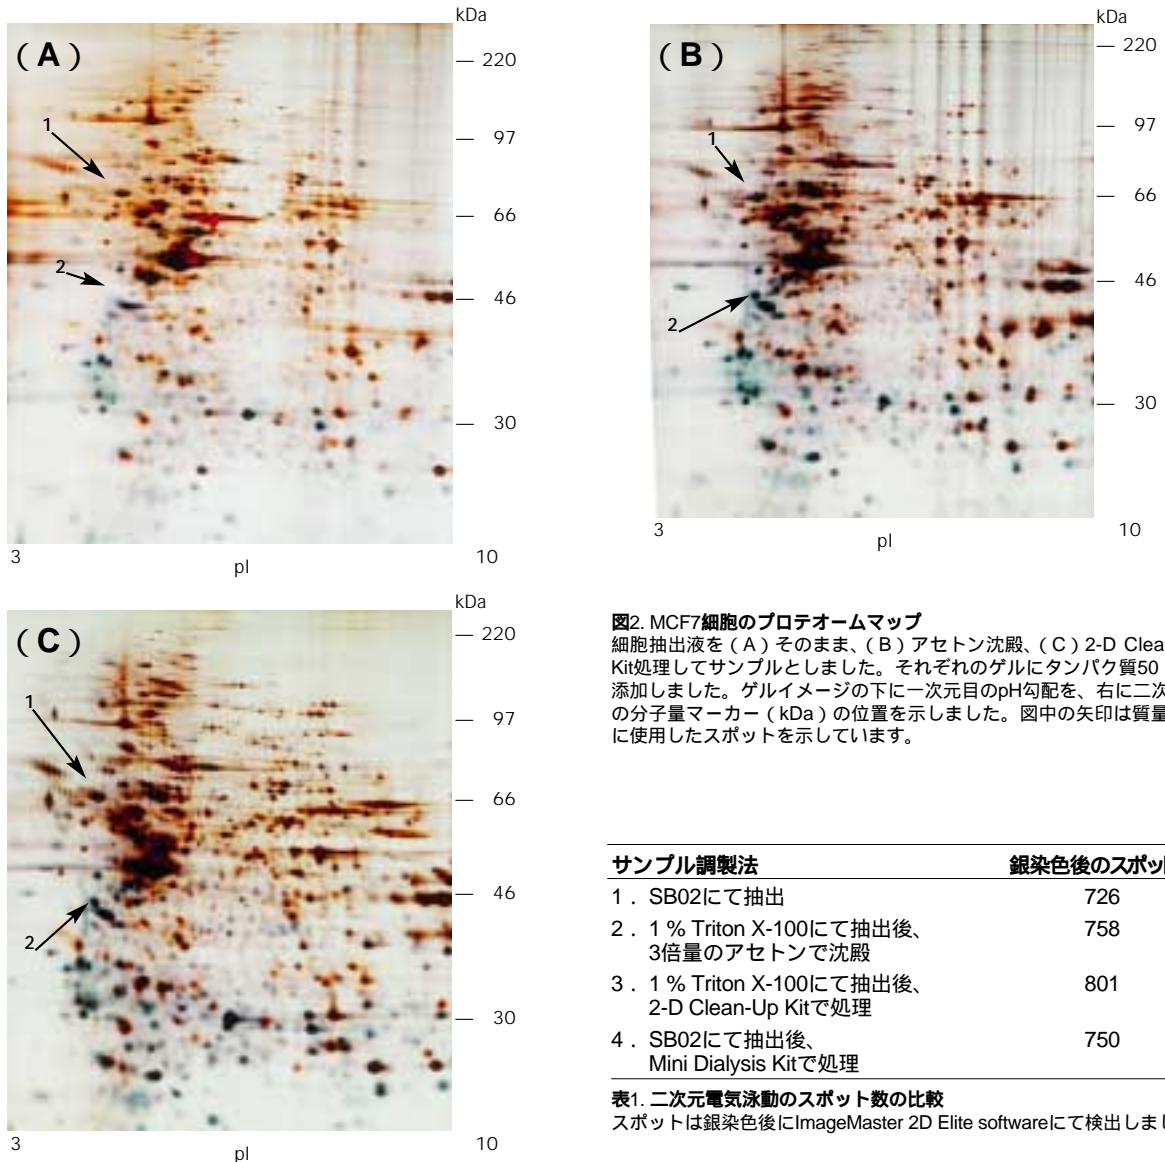 kDa
（A）
220
1
97
66
2
46
30
3
10
pI
kDa
（B）
220
97
1
66
46
2
30
3
10
pI
kDa
（C）
220
1
97
66
46
2
30
3
10
pI
図2. MCF7細胞のプロテオームマップ
細胞抽出液を（A）そのまま、（B）アセトン沈殿、（C）2-D Clea
Kit処理してサンプルとしました。それぞれのゲルにタンパク質50
添加しました。ゲルイメージの下に一次元目のpH勾配を、右に二次
の分子量マーカー（kDa）の位置を示しました。図中の矢印は質量
に使用したスポットを示しています。
サンプル調製法 銀染色後のスポット
1．SB02にて抽出 726
2．1 % Triton X-100にて抽出後、 758
3倍量のアセトンで沈殿
3．1 % Triton X-100にて抽出後、 801
2-D Clean-Up Kitで処理
4．SB02にて抽出後、 750
Mini Dialysis Kitで処理
表1. 二次元電気泳動のスポット数の比較
スポットは銀染色後にImageMaster 2D Elite softwareにて検出しまし